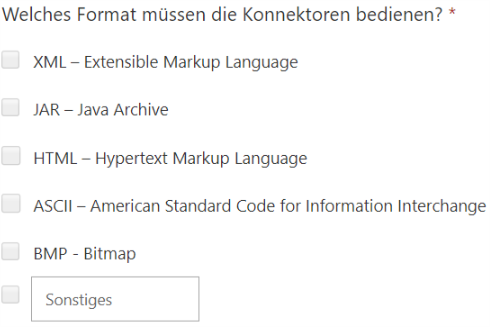 Welches Format müssen die Konnektoren bedienen? *
XML – Extensible Markup Language
JAR – Java Archive
HTML – Hypertext Markup Language
ASCII – American Standard Code for Information Interchange
BMP - Bitmap
Sonstiges